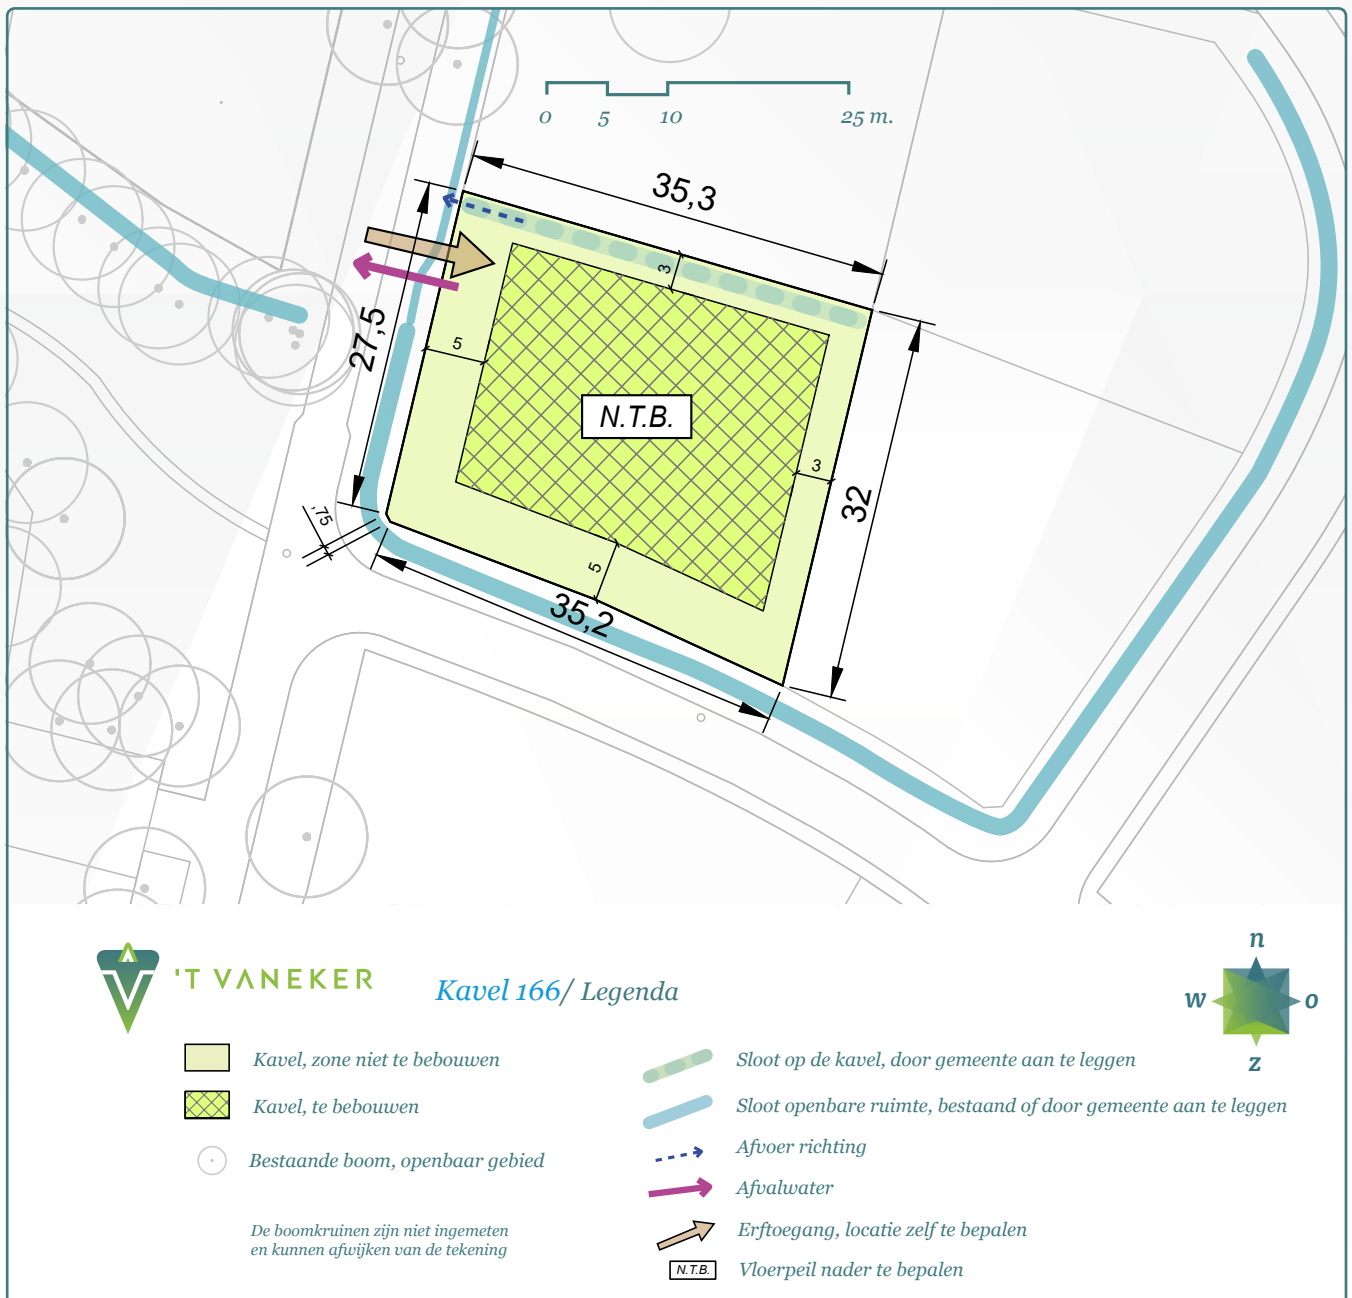 0 5 10 25 m.
35,3
3
27,5
5
N.T.B.
3
32
,75
5
35,2
'T VANEKER
Kavel 166/ Legenda
n
w o
z
Kavel, zone niet te bebouwen
Kavel, te bebouwen
Bestaande boom, openbaar gebied
De boomkruinen zijn niet ingemeten
en kunnen afwijken van de tekening
Sloot op de kavel, door gemeente aan te leggen
Sloot openbare ruimte, bestaand of door gemeente aan te leggen
Afvoer richting
Afvalwater
Erftoegang, locatie zelf te bepalen
N.T.B. Vloerpeil nader te bepalen